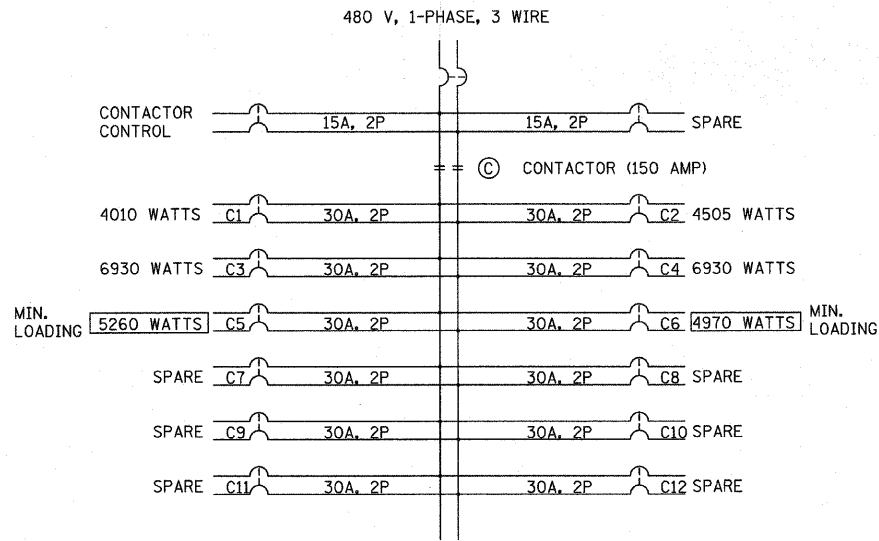 480 V, 1-PHASE, 3 WIRE
CONTACTOR
CONTROL
15A, 2P
15A, 2P
SPARE
C
CONTACTOR (150 AMP)
4010 WATTS
C1
30A, 2P
30A, 2P
C2
4505 WATTS
6930 WATTS
C3
30A, 2P
30A, 2P
C4
6930 WATTS
MIN.
LOADING
5260 WATTS
C5
30A, 2P
30A, 2P
C6
4970 WATTS
MIN.
LOADING
SPARE
C7
30A, 2P
30A, 2P
C8
SPARE
SPARE
C9
30A, 2P
30A, 2P
C10
SPARE
SPARE
C11
30A, 2P
30A, 2P
C12
SPARE